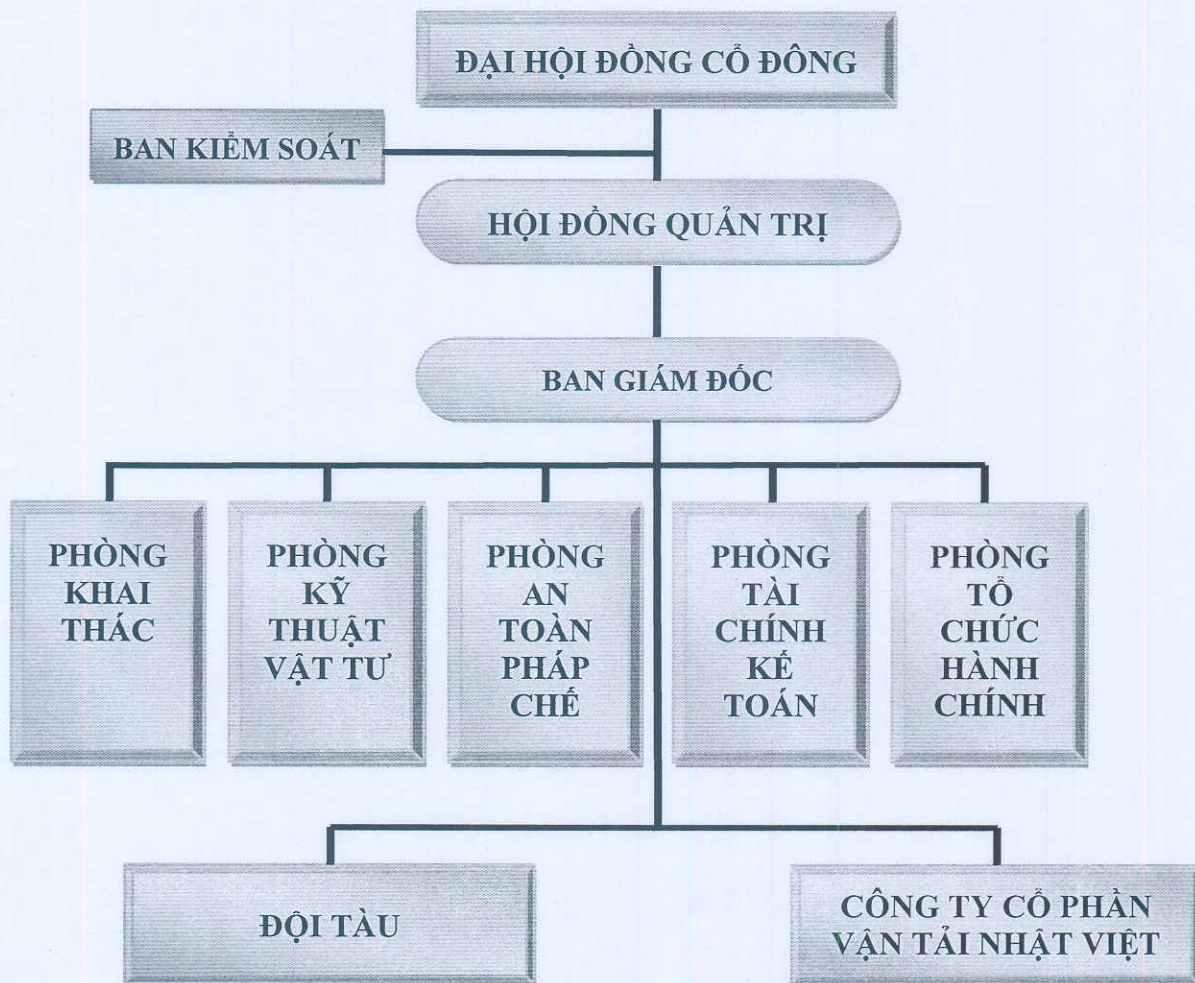 ĐẠI HỘI ĐỒNG CỔ ĐÔNG
BAN KIỂM SOÁT
HỘI ĐỒNG QUẢN TRỊ
BAN GIÁM ĐỐC
PHÒNG
KHAI
THÁC
PHÒNG
KỸ
THUẬT
VẬT TƯ
PHÒNG
AN
TOÀN
PHÁP
CHẾ
PHÒNG
TÀI
CHÍNH
KẾ
TOÁN
PHÒNG
TỔ
CHỨC
HÀNH
CHÍNH
ĐỘI TÀU
CÔNG TY CỔ PHẦN
VẬN TẢI NHẬT VIỆT